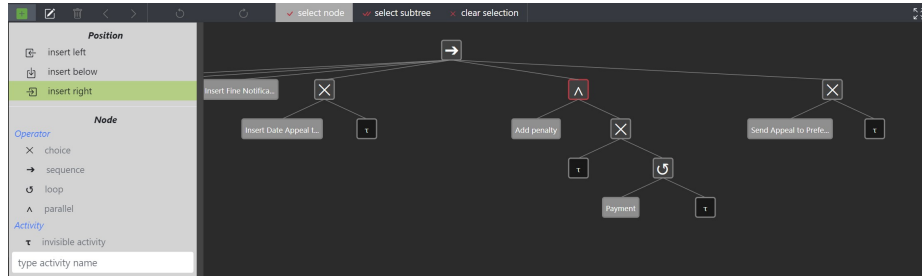 select node select subtree clear selection
Position
insert left
insert below
insert right
Node
Operator
choice
→ sequence
loop
∧ parallel
Activity
τ invisible activity
type activity name
→
Insert Fine Notifica... × ∧ ×
Insert Date Appeal t... τ Add penalty × Send Appeal to Prefe... τ
τ
Payment τ